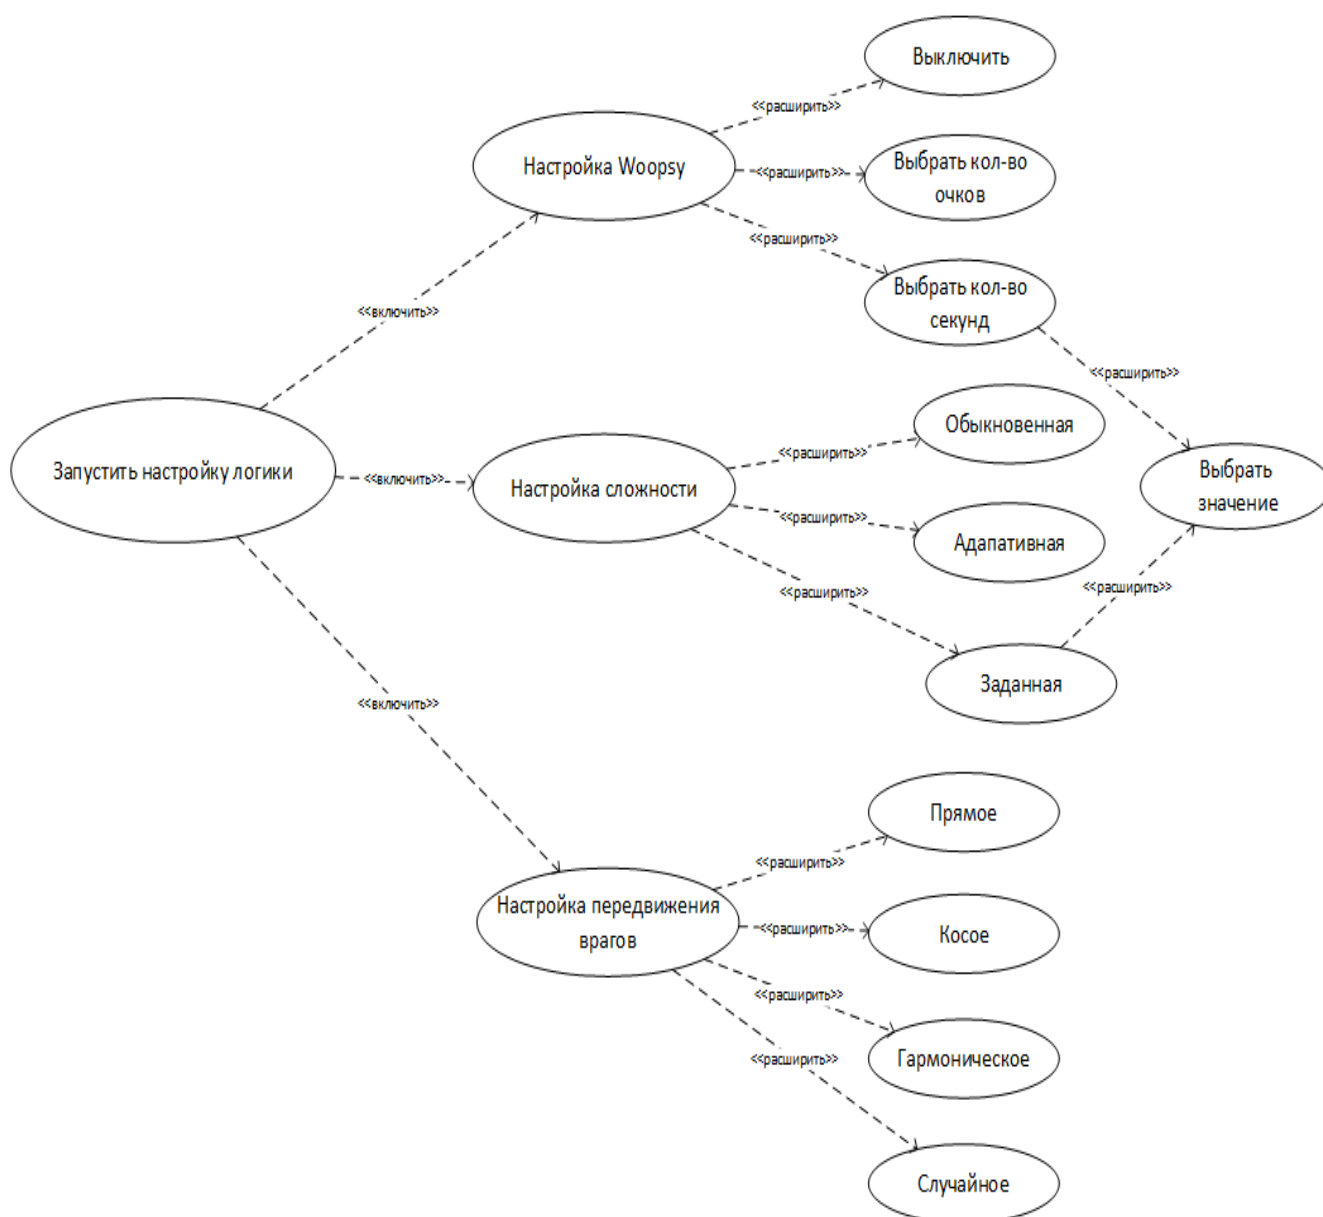 Выключить
<<расширить>>
Настройка Woopsy
<<расширить>>
Выбрать кол-во
очков
<<расширить>>
Выбрать кол-во
секунд
<<включить>>
<<расширить>>
Обыкновенная
<<расширить>>
Запустить настройку логики
<<включить>>
Настройка сложности
Выбрать
значение
<<расширить>>
Адапативная
<<расширить>>
<<расширить>>
Заданная
<<включить>>
Прямое
<<расширить>>
Настройка передвижения
врагов
<<расширить>>
Косое
<<расширить>>
Гармоническое
<<расширить>>
Случайное